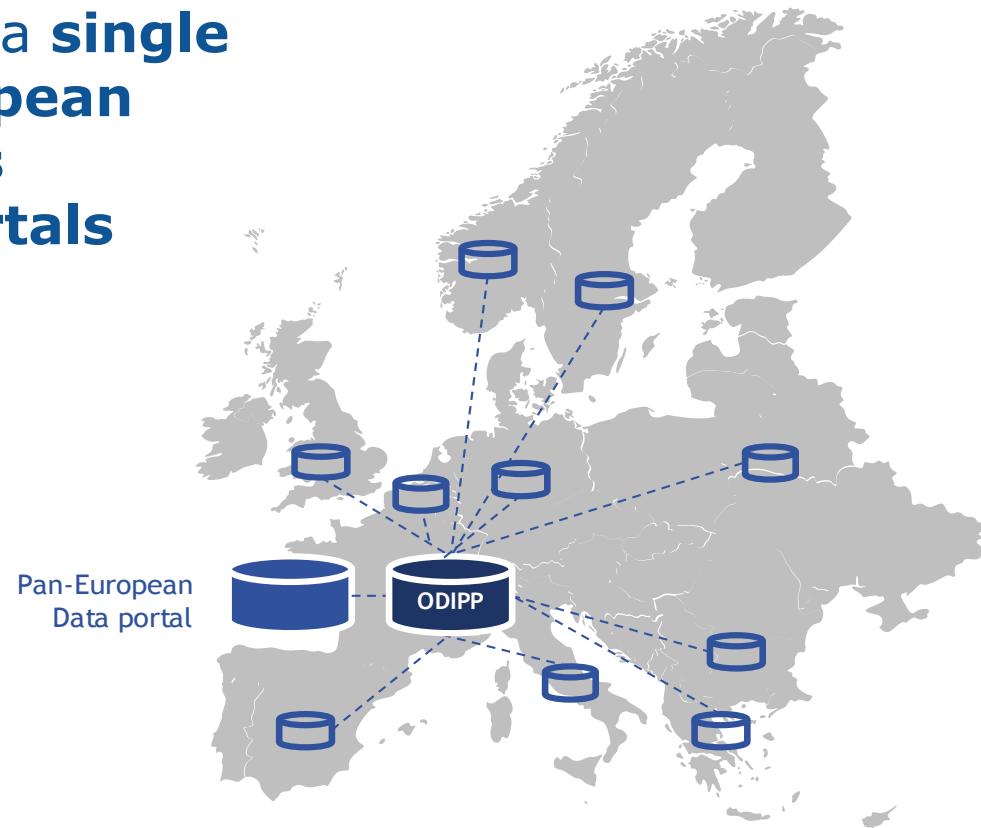 a single
pean
s
rtals
Pan-European
Data portal
ODIPP